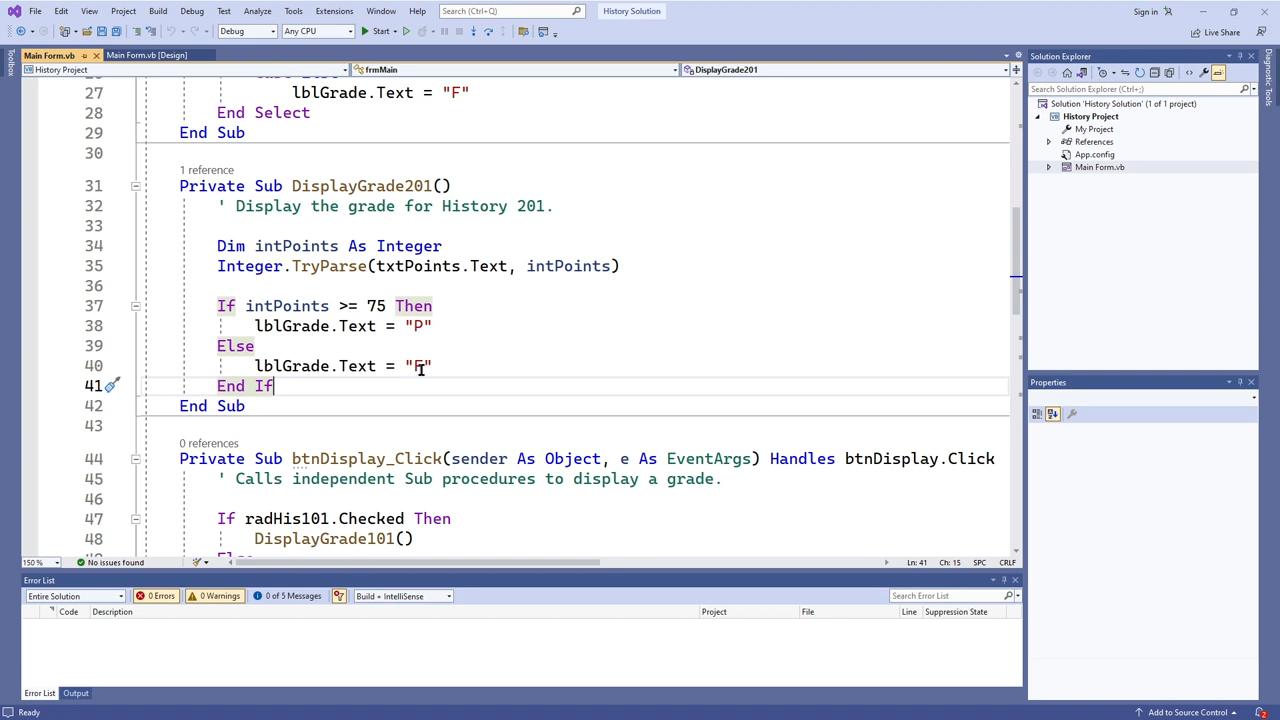 File Edit View Project Build Debug Test Analyze Tools Extensions Window Help Search (Ctrl+Q) History Solution Sign in
Debug Any CPU Start Live Share
Main Form.vb Main Form.vb [Design]
History Project frmMain DisplayGrade201
27 lblGrade.Text = "F"
28 End Select
29 End Sub
30
1 reference
31 Private Sub DisplayGrade201()
32 ' Display the grade for History 201.
33
34 Dim intPoints As Integer
35 Integer.TryParse(txtPoints.Text, intPoints)
36
37 If intPoints >= 75 Then
38 lblGrade.Text = "P"
39 Else
40 lblGrade.Text = "F"
41 End If
42 End Sub
43
0 references
44 Private Sub btnDisplay_Click(sender As Object, e As EventArgs) Handles btnDisplay.Click
45 ' Calls independent Sub procedures to display a grade.
46
47 If radHis101.Checked Then
48 DisplayGrade101()
150 % No issues found Ln: 41 Ch: 15 SPC CRLF
Error List
Entire Solution 0 Errors 0 Warnings 0 of 5 Messages Build + IntelliSense Search Error List
Code Description Project File Line Suppression State
Error List Output
Ready Add to Source Control 2
Toolbox
Solution Explorer
Search Solution Explorer (Ctrl+;)
Solution 'History Solution' (1 of 1 project)
History Project
My Project
References
App.config
Main Form.vb
Properties
Diagnostic Tools